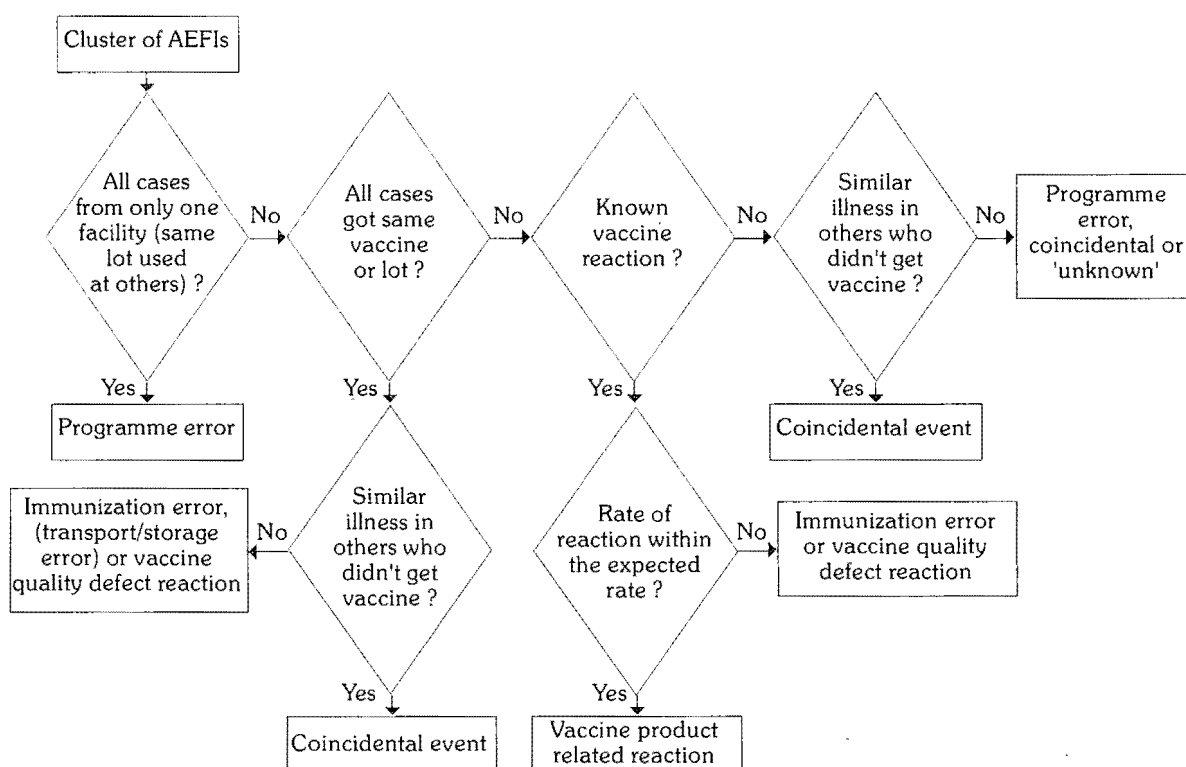 Cluster of AEFIs
All cases
from only one
facility (same
lot used
at others) ?
No
All cases
got same
vaccine
or lot ?
No
Known
vaccine
reaction ?
No
Similar
illness in
others who
didn't get
vaccine ?
No
Programme
error,
coincidental or
'unknown'
Yes
Yes
Yes
Yes
Programme error
Coincidental event
Immunization error,
(transport/storage
error) or vaccine
quality defect reaction
No
Similar
illness in
others who
didn't get
vaccine ?
Rate of
reaction within
the expected
rate ?
No
Immunization error
or vaccine quality
defect reaction
Yes
Yes
Coincidental event
Vaccine product
related reaction